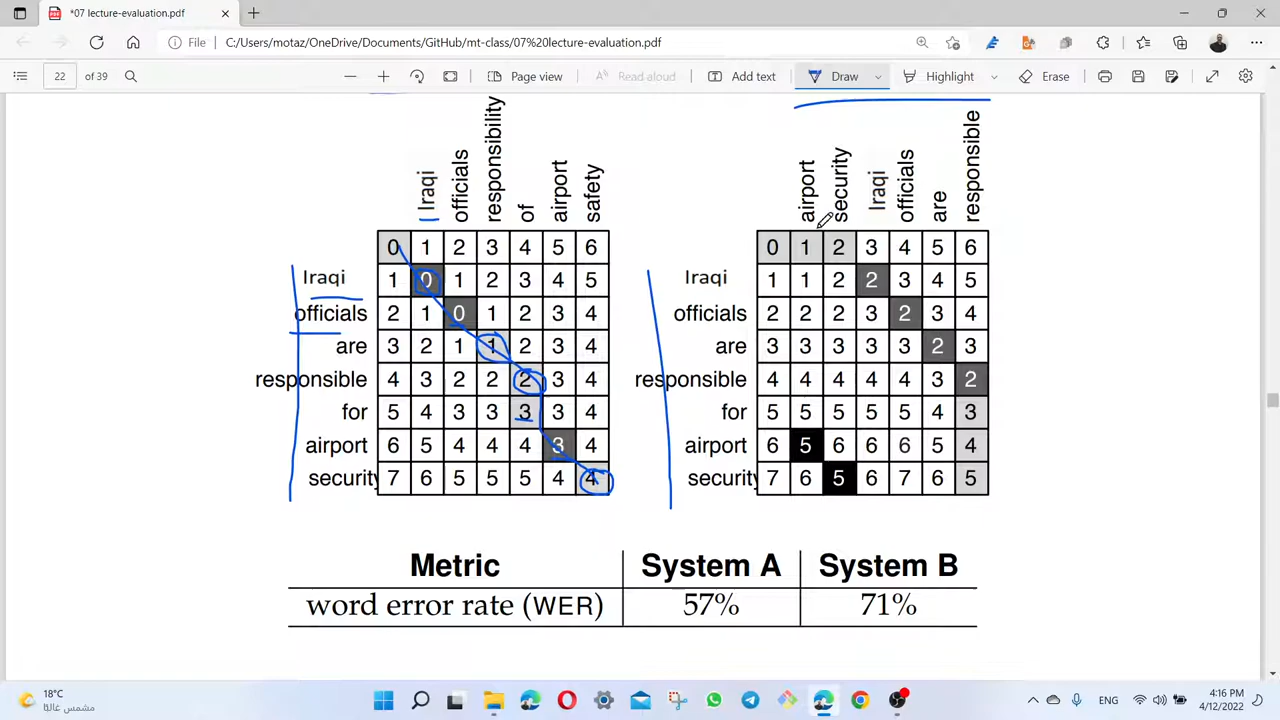 *07 lecture-evaluation.pdf
File C:/Users/motaz/OneDrive/Documents/GitHub/mt-class/07%20lecture-evaluation.pdf
22 of 39 Page view Read aloud Add text Draw Highlight Erase
Iraqi officials responsibility of airport safety
0 1 2 3 4 5 6
Iraqi 1 0 1 2 3 4 5
officials 2 1 0 1 2 3 4
are 3 2 1 1 2 3 4
responsible 4 3 2 2 2 3 4
for 5 4 3 3 3 3 4
airport 6 5 4 4 4 3 4
security 7 6 5 5 5 4 4
airport security Iraqi officials are responsible
0 1 2 3 4 5 6
Iraqi 1 1 2 2 3 4 5
officials 2 2 2 3 2 3 4
are 3 3 3 3 3 2 3
responsible 4 4 4 4 4 3 2
for 5 5 5 5 5 4 3
airport 6 5 6 6 6 5 4
security 7 6 5 6 7 6 5
Metric System A System B
word error rate (WER) 57% 71%
18°C
مشمس غالبًا
ENG
4:16 PM